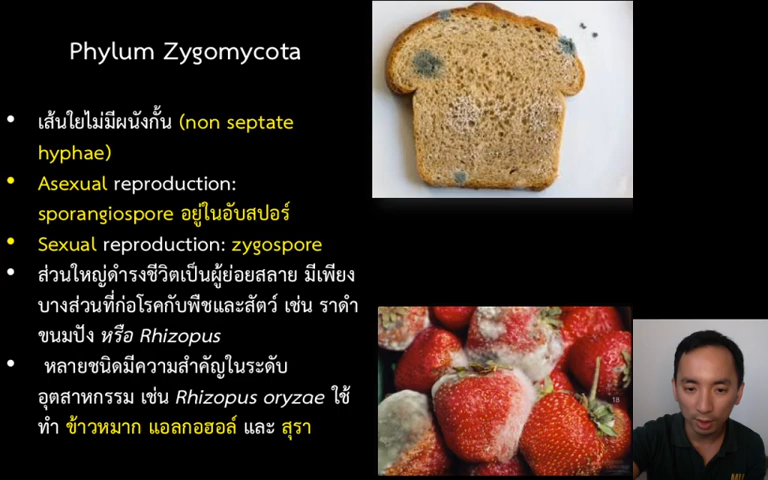 Phylum Zygomycota
• เส้นใยไม่มีผนังกั้น (non septate
hyphae)
• Asexual reproduction:
sporangiospore อยู่ในอับสปอร์
• Sexual reproduction: zygospore
• ส่วนใหญ่ดำรงชีวิตเป็นผู้ย่อยสลาย มีเพียง
บางส่วนที่ก่อโรคกับพืชและสัตว์ เช่น ราดำ
ขนมปัง หรือ Rhizopus
• หลายชนิดมีความสำคัญในระดับ
อุตสาหกรรม เช่น Rhizopus oryzae ใช้
ทำ ข้าวหมาก แอลกอฮอล์ และ สุรา
18